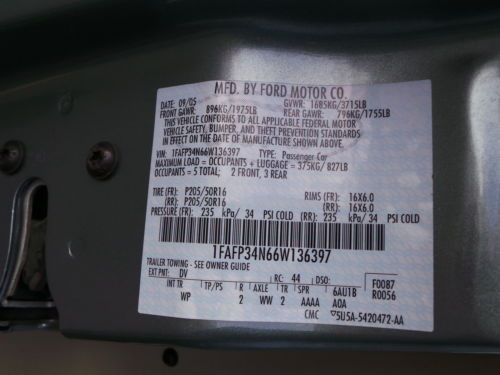 MFD. BY FORD MOTOR CO.
DATE: 09/05 GVWR: 1685KG/3715LB
FRONT GAWR: 896KG/1975LB REAR GAWR: 796KG/1755LB
THIS VEHICLE CONFORMS TO ALL APPLICABLE FEDERAL MOTOR
VEHICLE SAFETY, BUMPER, AND THEFT PREVENTION STANDARDS
IN EFFECT ON THE DATE OF MANUFACTURE SHOWN ABOVE.
VIN: 1FAFP34N66W136397 TYPE: Passenger Car
MAXIMUM LOAD = OCCUPANTS + LUGGAGE = 375KG/827LB
OCCUPANTS = 5 TOTAL; 2 FRONT, 3 REAR
TIRE (FR): P205/50R16 RIMS (FR): 16X6.0
(RR): P205/50R16 (RR): 16X6.0
PRESSURE (FR): 235 kPa/ 34 PSI COLD (RR): 235 kPa/ 34 PSI COLD
1FAFP34N66W136397
TRAILER TOWING - SEE OWNER GUIDE
EXT PNT: DV RC: 44 DSO: F0087
INT TR TP/PS R AXLE TR SPR 6AU1B R0056
WP 2 WW 2 AAAA A0A
CMC ▽5U5A-5420472-AA